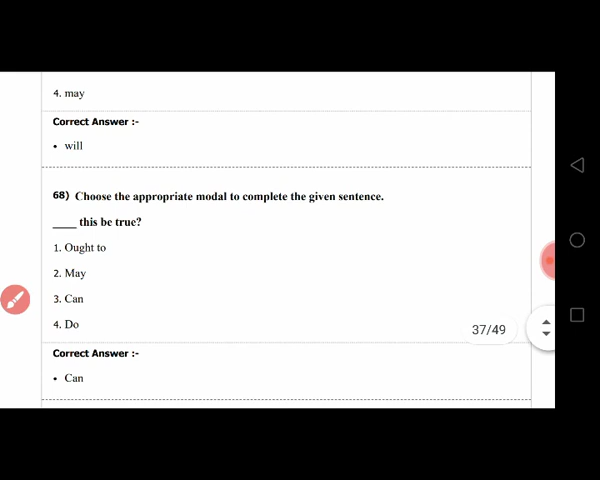 4. may
Correct Answer :-
• will
68) Choose the appropriate modal to complete the given sentence.
____ this be true?
1. Ought to
2. May
3. Can
4. Do
37/49
Correct Answer :-
• Can